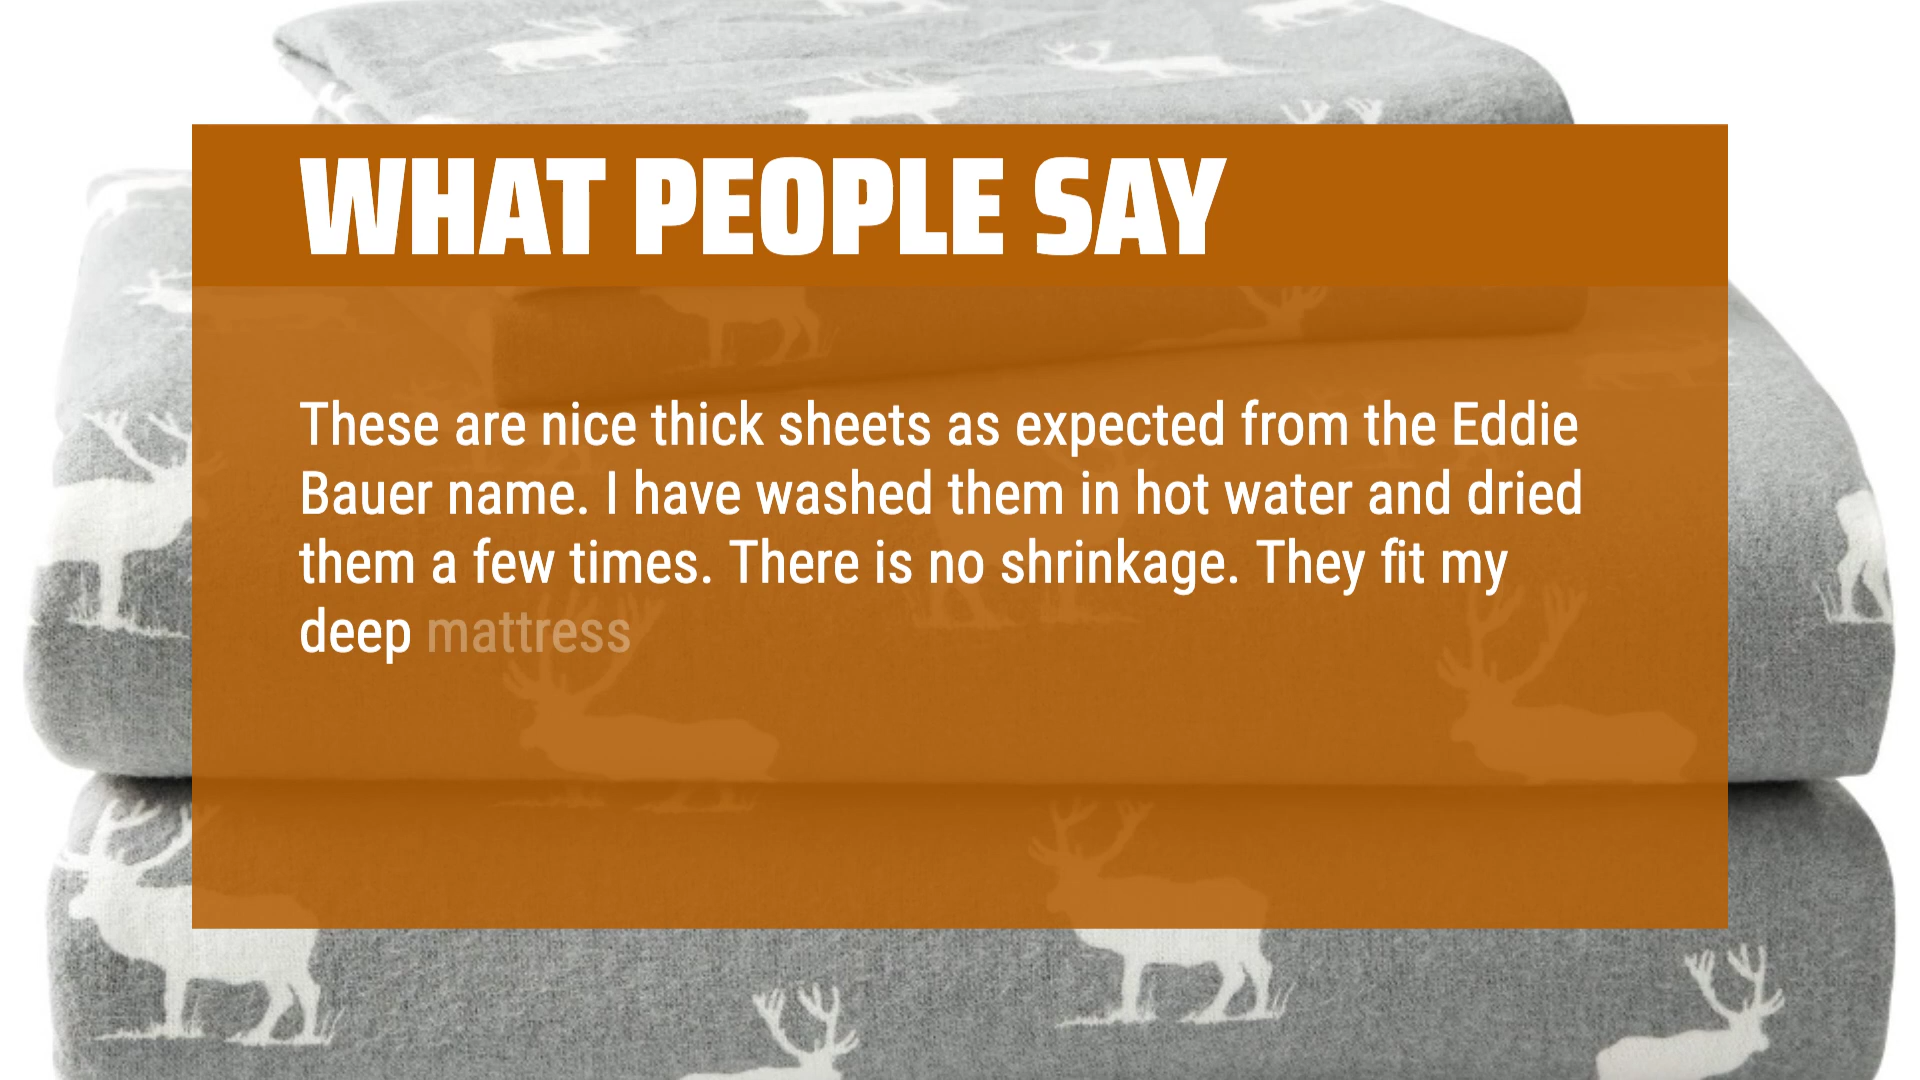 WHAT PEOPLE SAY
These are nice thick sheets as expected from the Eddie
Bauer name. I have washed them in hot water and dried
them a few times. There is no shrinkage. They fit my
deep mattress